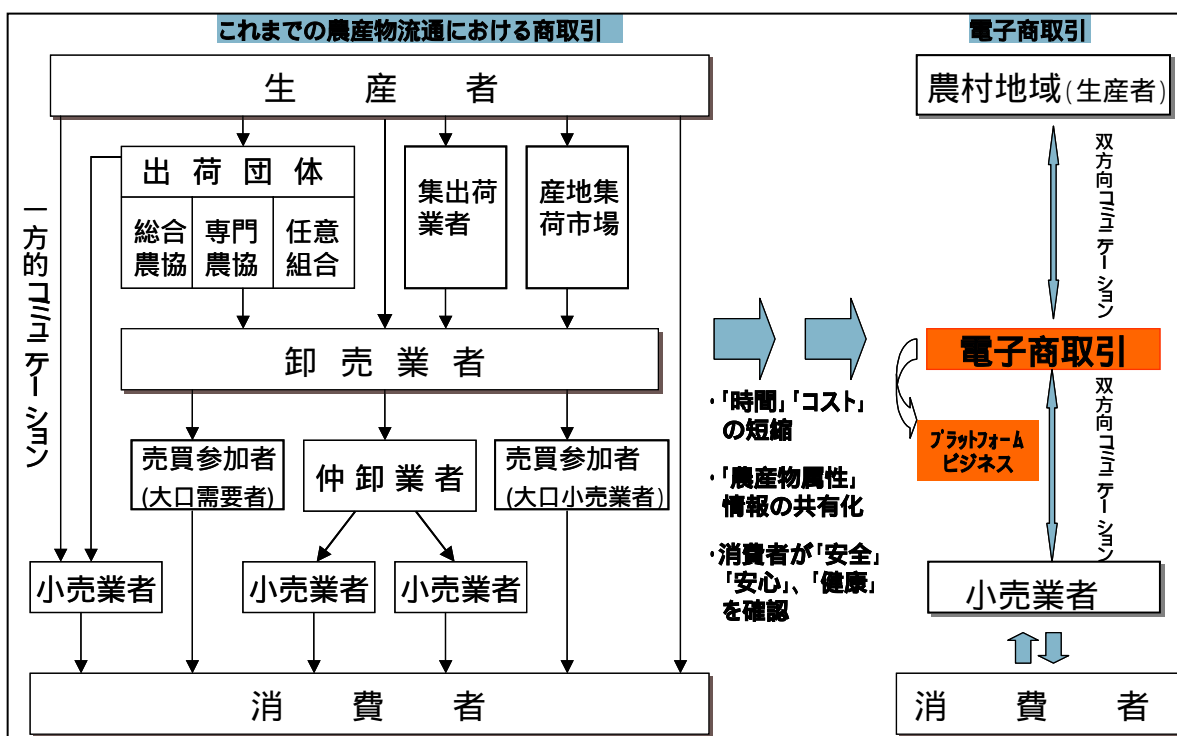 これまでの農産物流通における商取引
生産者
一方的コミュニケーション
出荷団体
総合
農協
専門
農協
任意
組合
集出荷
業者
産地集
荷市場
卸売業者
売買参加者
(大口需要者)
仲卸業者
売買参加者
(大口小売業者)
小売業者
小売業者
小売業者
消費者
・「時間」「コスト」
の短縮
・「農産物属性」
情報の共有化
・消費者が「安全」
「安心」、「健康」
を確認
電子商取引
農村地域(生産者)
双方向コミュニケーション
電子商取引
プラットフォーム
ビジネス
双方向コミュニケーション
小売業者
消費者